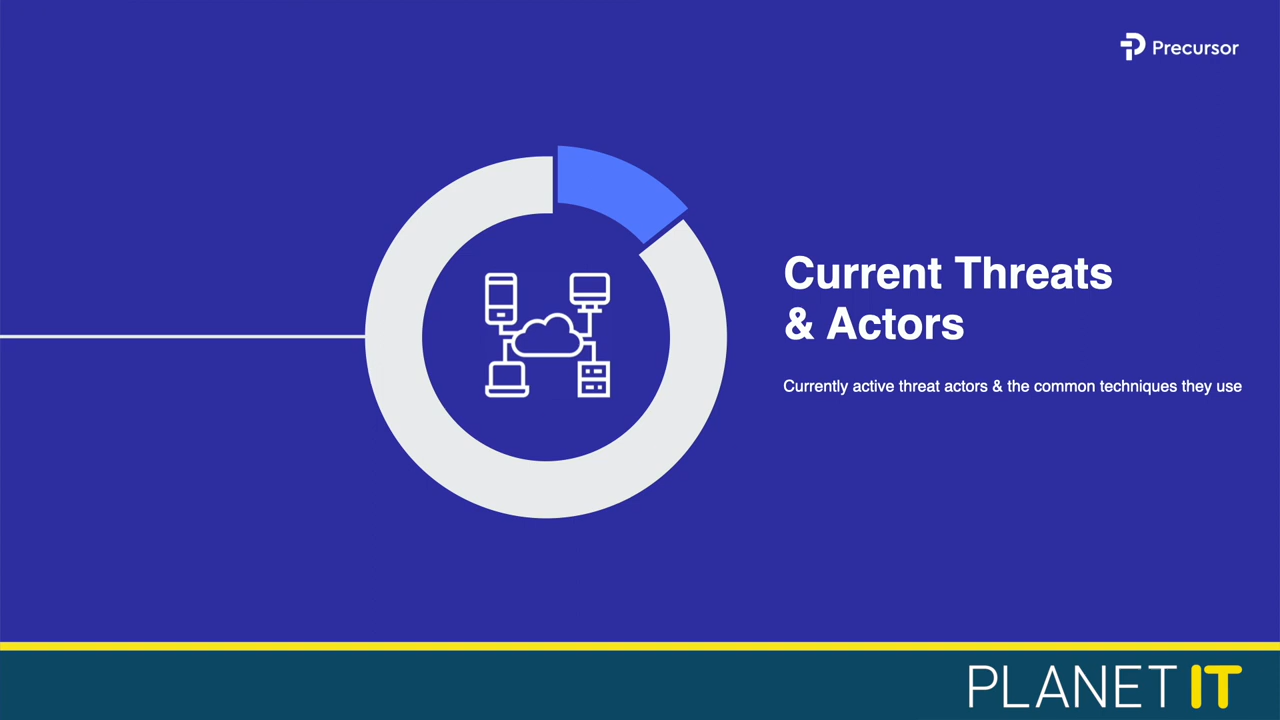 Precursor
Current Threats
& Actors
Currently active threat actors & the common techniques they use
PLANET IT